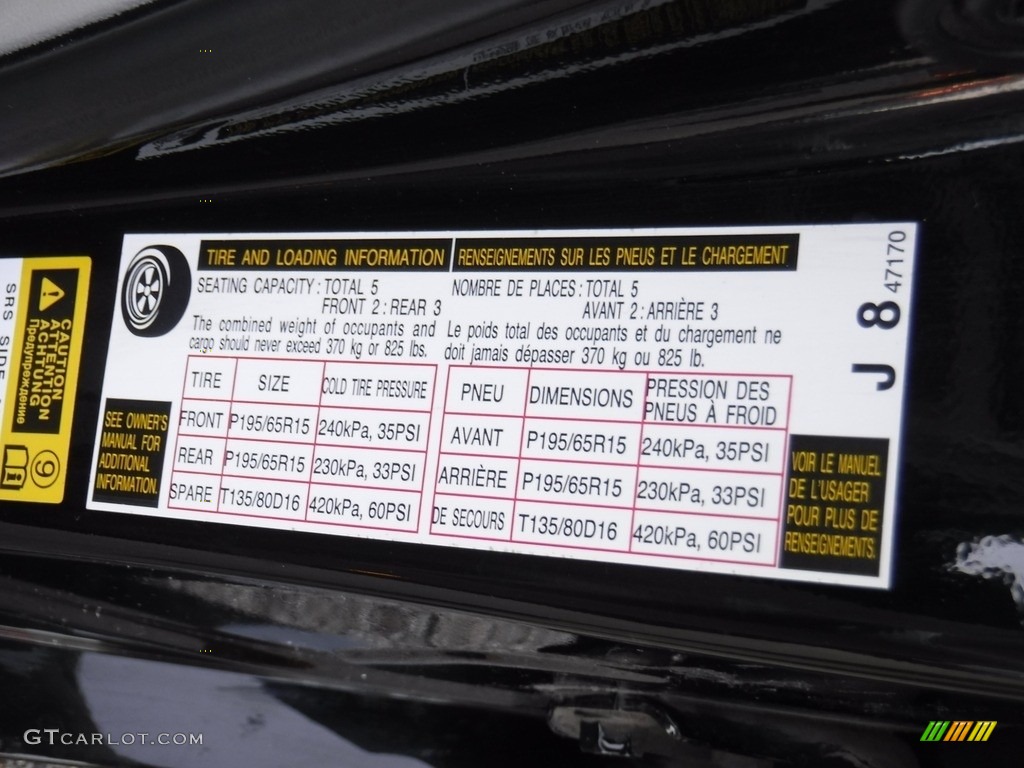 TIRE AND LOADING INFORMATION
RENSEIGNEMENTS SUR LES PNEUS ET LE CHARGEMENT
SEATING CAPACITY : TOTAL 5
FRONT 2 : REAR 3
The combined weight of occupants and
cargo should never exceed 370 kg or 825 lbs.
NOMBRE DE PLACES : TOTAL 5
AVANT 2 : ARRIÈRE 3
Le poids total des occupants et du chargement ne
doit jamais dépasser 370 kg ou 825 lb.
TIRE SIZE COLD TIRE PRESSURE
FRONT P195/65R15 240kPa, 35PSI
REAR P195/65R15 230kPa, 33PSI
SPARE T135/80D16 420kPa, 60PSI
PNEU DIMENSIONS PRESSION DES
PNEUS À FROID
AVANT P195/65R15 240kPa, 35PSI
ARRIÈRE P195/65R15 230kPa, 33PSI
DE SECOURS T135/80D16 420kPa, 60PSI
SEE OWNER'S
MANUAL FOR
ADDITIONAL
INFORMATION.
VOIR LE MANUEL
DE L'USAGER
POUR PLUS DE
RENSEIGNEMENTS.
J 8 47170
CAUTION
ATTENTION
ACHTUNG
Предупреждение
9
SRS SIDE
GTCARLOT.COM